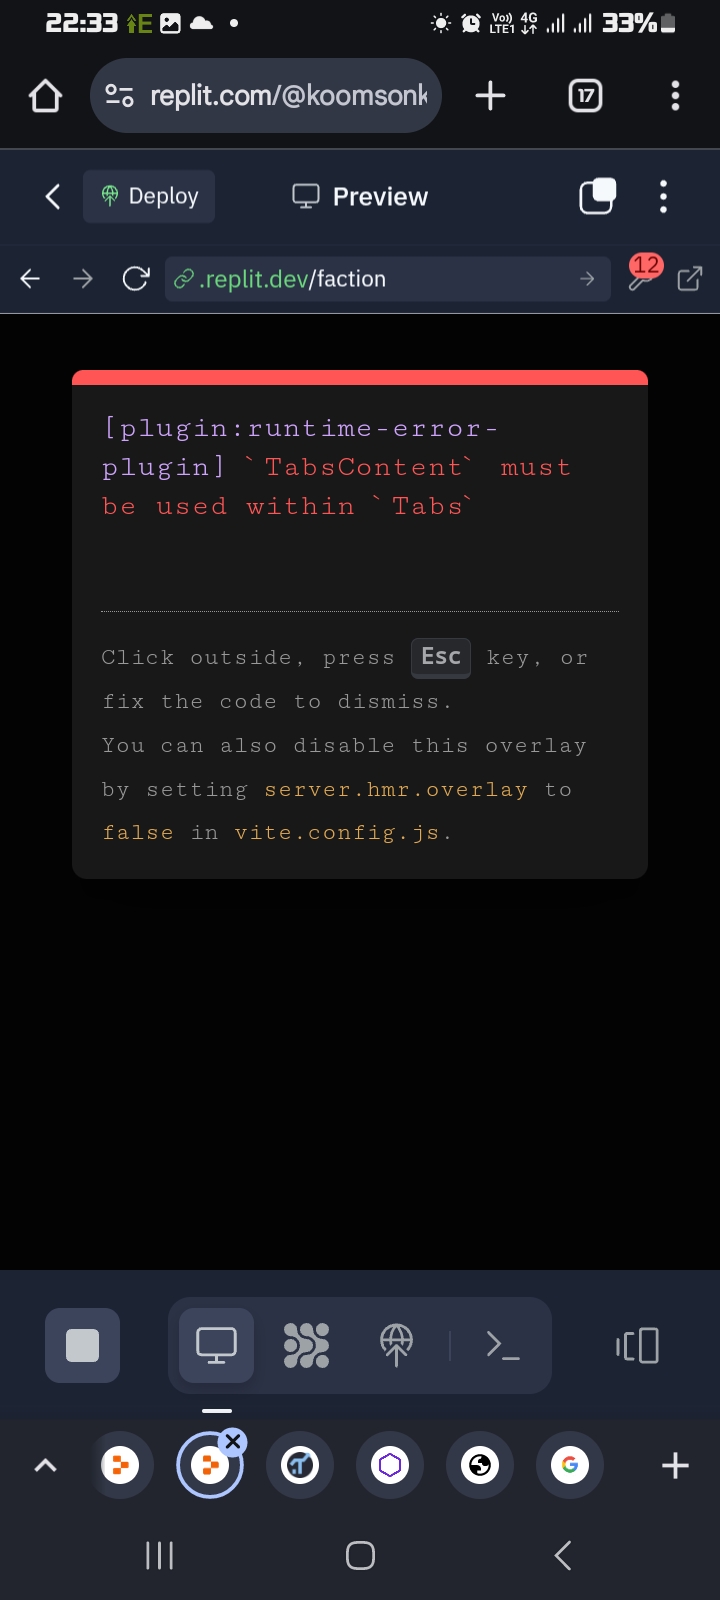 22:33
Vo)) 4G
LTE1
33%
replit.com/@koomsonk
17
Deploy
Preview
12
.replit.dev/faction
[plugin:runtime-error-
plugin] `TabsContent` must
be used within `Tabs`
Click outside, press Esc key, or
fix the code to dismiss.
You can also disable this overlay
by setting server.hmr.overlay to
false in vite.config.js.